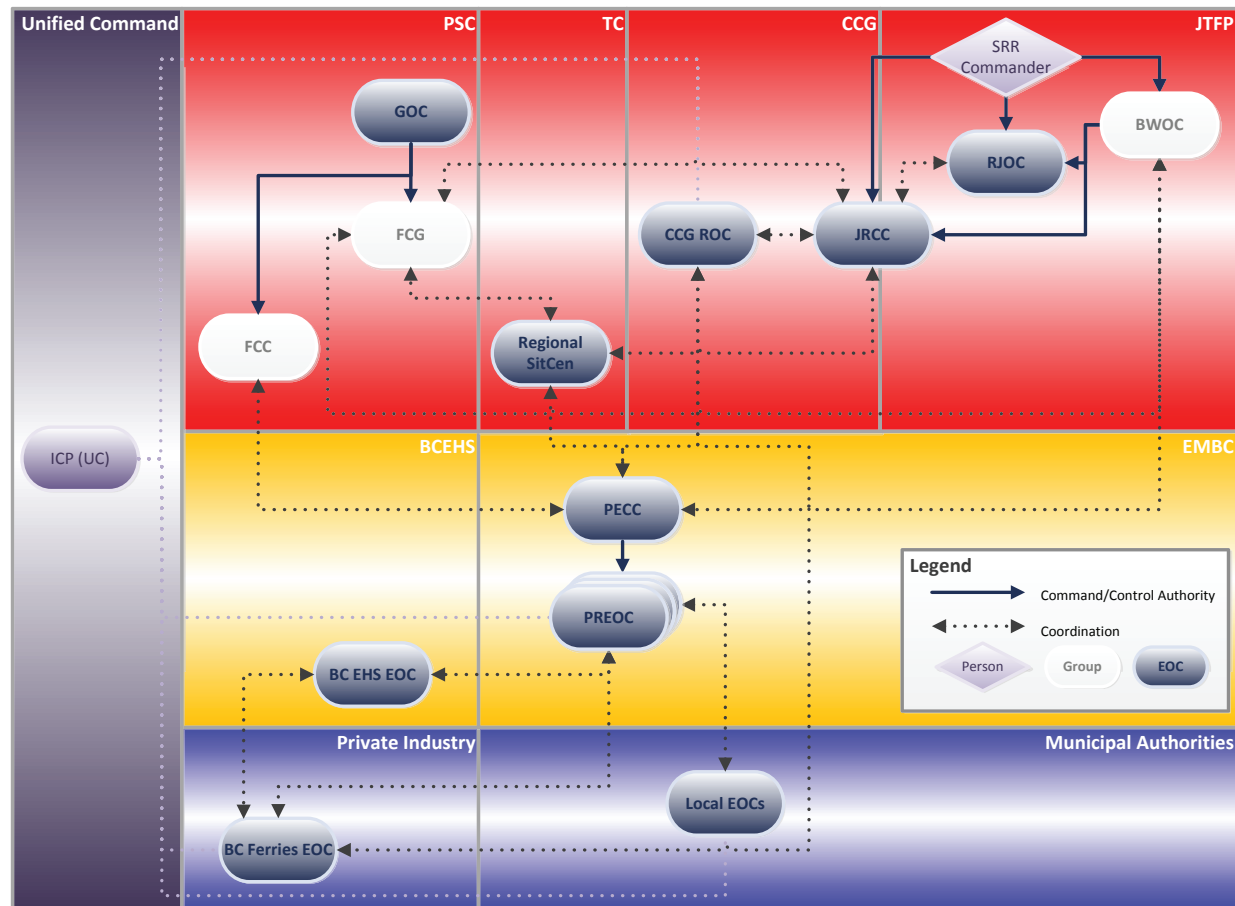 Unified Command
PSC
TC
CCG
JTFP
SRR
Commander
GOC
BWOC
RJOC
FCG
CCG ROC
JRCC
FCC
Regional
SitCen
BCEHS
EMBC
ICP (UC)
PECC
Legend
Command/Control Authority
Coordination
Person
Group
EOC
PREOC
BC EHS EOC
Private Industry
Municipal Authorities
Local EOCs
BC Ferries EOC